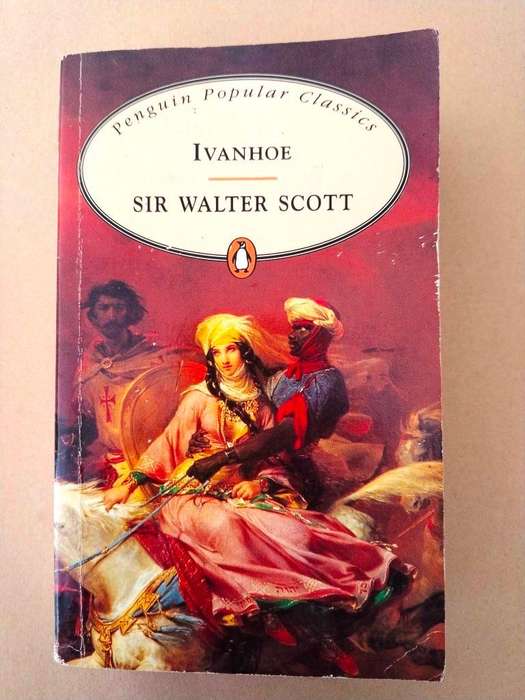 Penguin Popular Classics
IVANHOE
SIR WALTER SCOTT